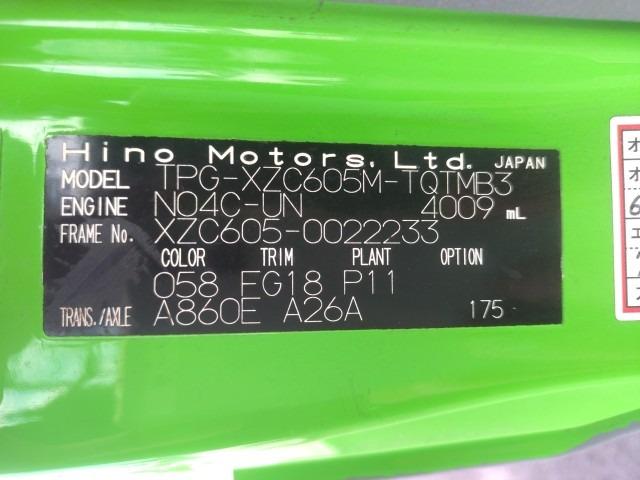 Hino Motors, Ltd. JAPAN
MODEL TPG-XZC605M-TQTMB3
ENGINE N04C-UN 4009 mL
FRAME No. XZC605-0022233
COLOR TRIM PLANT OPTION
058 FG18 P11
TRANS./AXLE A860E A26A 175